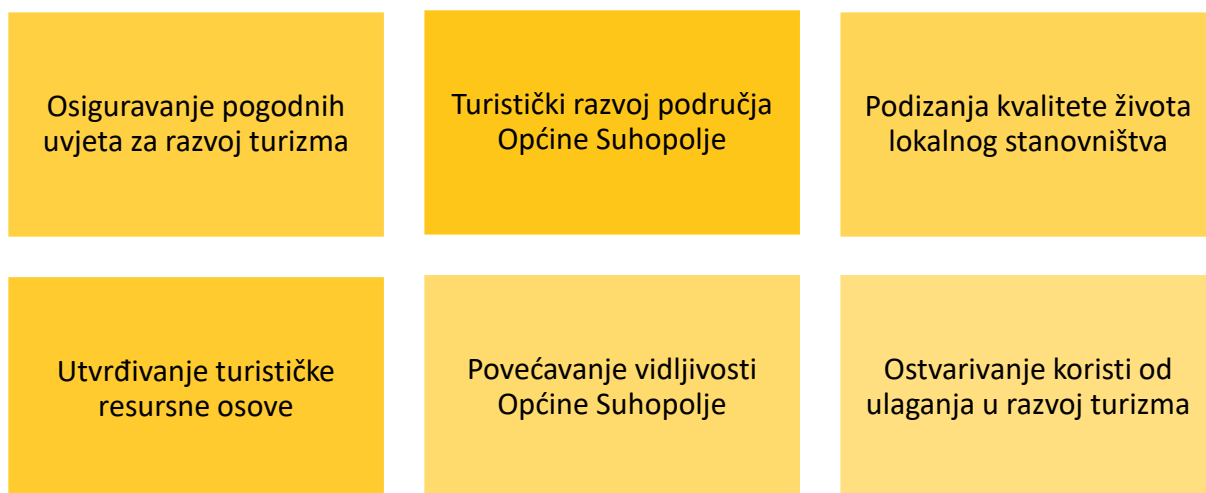 Osiguravanje pogodnih
uvjeta za razvoj turizma
Turistički razvoj područja
Općine Suhopolje
Podizanja kvalitete života
lokalnog stanovništva
Utvrđivanje turističke
resursne osove
Povećavanje vidljivosti
Općine Suhopolje
Ostvarivanje koristi od
ulaganja u razvoj turizma